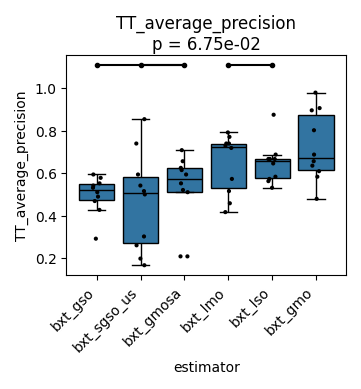 TT_average_precision
p = 6.75e-02
TT_average_precision
1.0
0.8
0.6
0.4
0.2
bxt_gso
bxt_sgso_us
bxt_gmosa
bxt_lmo
bxt_lso
bxt_gmo
estimator